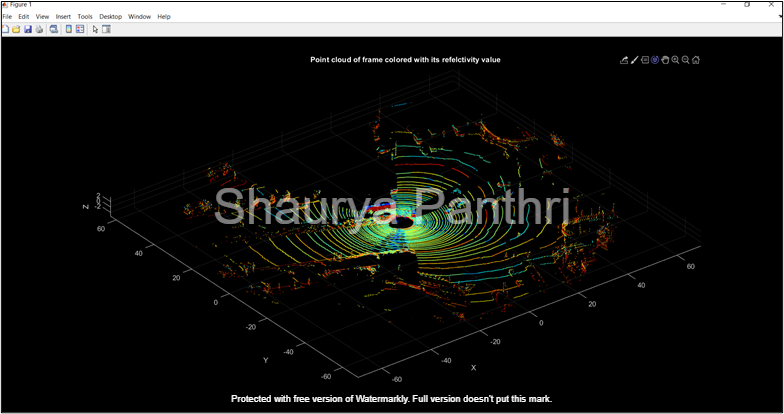 Figure 1
File Edit View Insert Tools Desktop Window Help
Point cloud of frame colored with its refelctivity value
Shaurya Panthri
Z
2
60
40
20
0
-20
-40
-60
Y
-60
-40
-20
0
20
40
60
X
Protected with free version of Watermarkly. Full version doesn't put this mark.